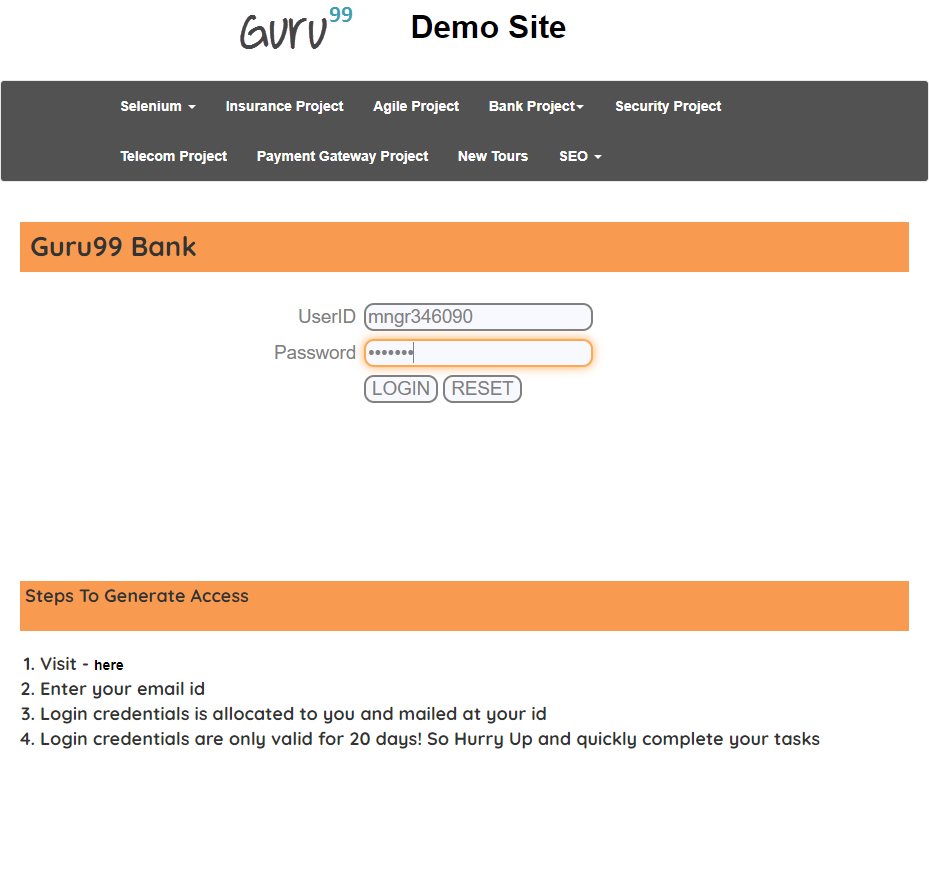 Guru99 Demo Site
Selenium Insurance Project Agile Project Bank Project Security Project
Telecom Project Payment Gateway Project New Tours SEO
Guru99 Bank
UserID mngr346090
Password •••••••
LOGIN RESET
Steps To Generate Access
1. Visit - here
2. Enter your email id
3. Login credentials is allocated to you and mailed at your id
4. Login credentials are only valid for 20 days! So Hurry Up and quickly complete your tasks